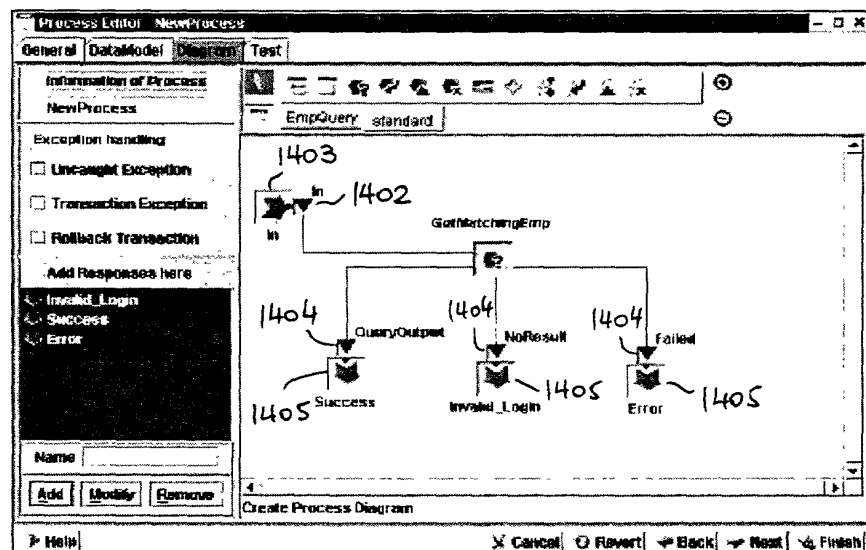 Process Editor NewProcess
General DataModel Diagram Test
Information of Process
NewProcess
EmpQuery standard
Exception handling
Uncaught Exception
Transaction Exception
Rollback Transaction
Add Responses here
Invalid_Login
Success
Error
Name
Add Modify Remove
1403
In
1402
In
GetMatchingEmp
1404
QueryOutput
1404
NoResult
1404
Failed
1405
Success
1405
Invalid_Login
1405
Error
Create Process Diagram
Help Cancel Revert Back Next Finish